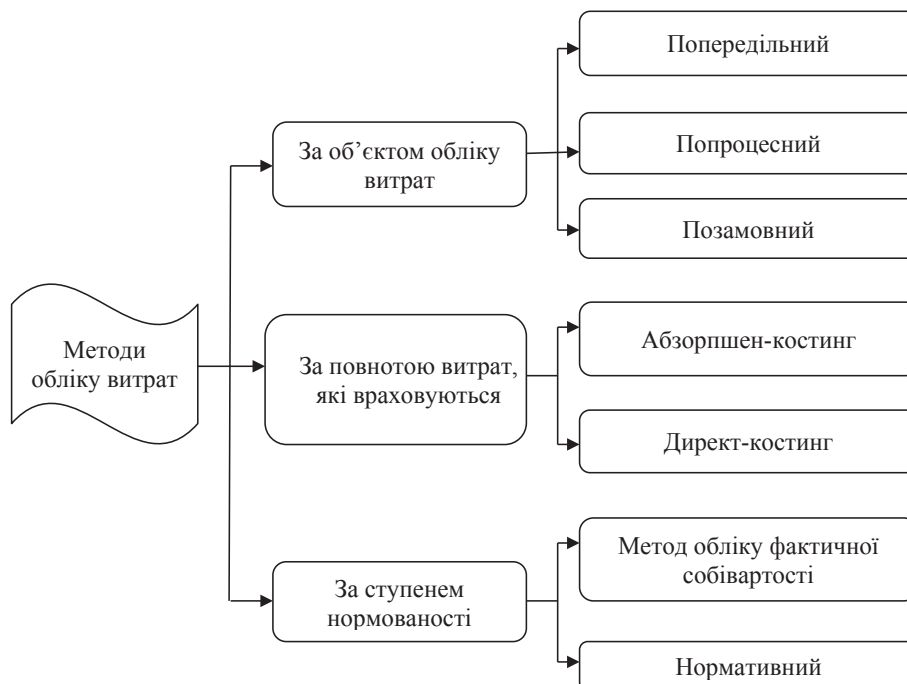 Методи
обліку витрат
За об’єктом обліку
витрат
Попередільний
Попроцесний
Позамовний
За повнотою витрат,
які враховуються
Абзорпшен-костинг
Директ-костинг
За ступенем
нормованості
Метод обліку фактичної
собівартості
Нормативний